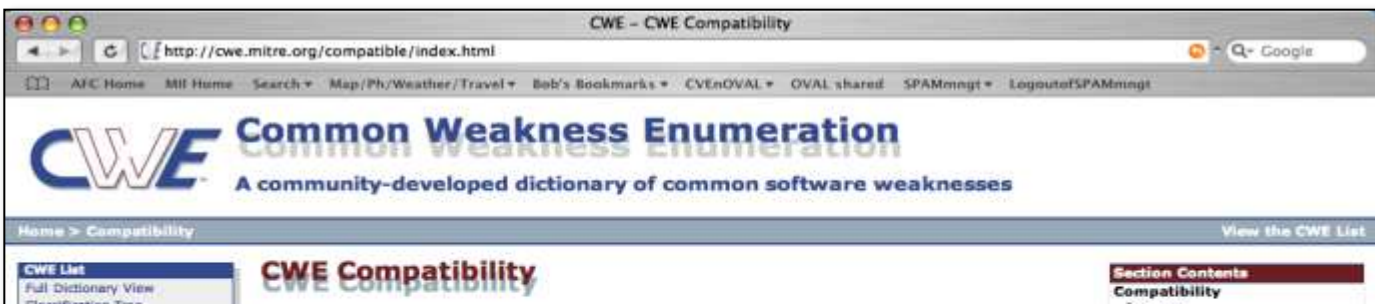 CWE – CWE Compatibility
http://cwe.mitre.org/compatible/index.html
Google
AFC Home MII Home Search Map/Ph/Weather/Travel Bob's Bookmarks CVEnOVAL OVAL shared SPAMmngt LogoutofSPAMmngt
CWE Common Weakness Enumeration
A community-developed dictionary of common software weaknesses
Home > Compatibility View the CWE List
CWE List
Full Dictionary View
CWE Compatibility
Section Contents
Compatibility